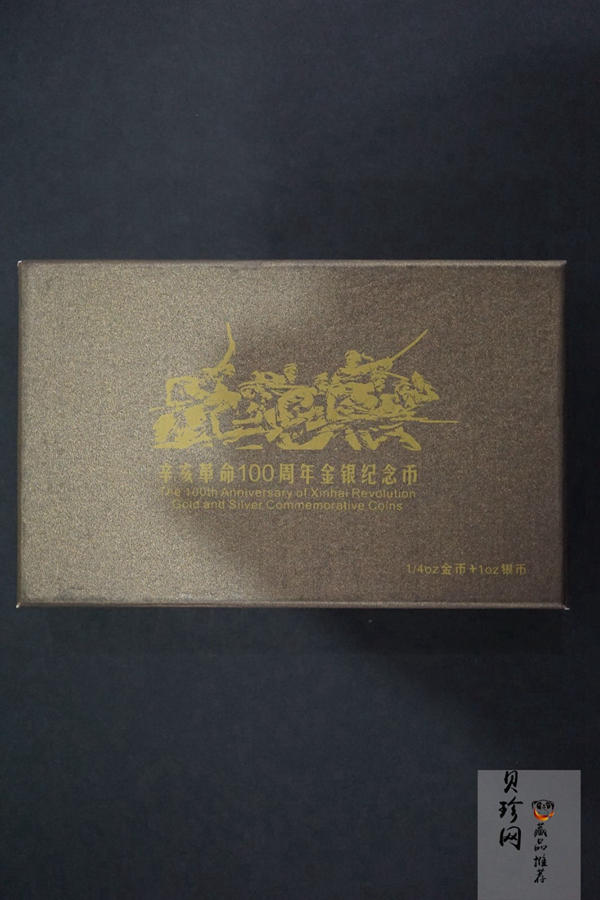 辛亥革命100周年金银纪念币
The 100th Anniversary of Xinhai Revolution
Gold and Silver Commemorative Coins
1/4oz金币+1oz银币
贝珍网
藏品推荐